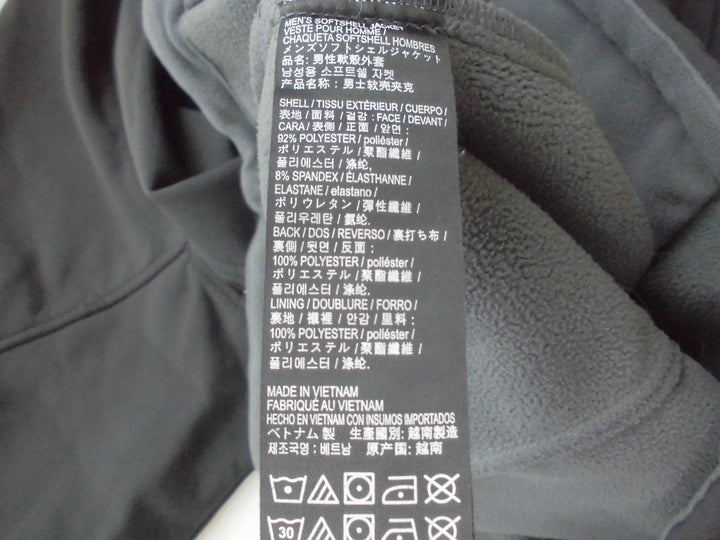 MEN'S SOFTSHELL JACKET
VESTE POUR HOMME /
CHAQUETA SOFTSHELL HOMBRES
メンズソフトシェルジャケット
品名: 男性軟殼外套
남성용 소프트쉘 자켓
产品名称: 男士软壳夹克
SHELL / TISSU EXTÉRIEUR / CUERPO /
表地 / 面料 / 겉감 : FACE / DEVANT /
CARA / 表側 / 正面 / 앞면 :
92% POLYESTER / poliéster /
ポリエステル / 聚酯纖維 /
폴리에스터 / 涤纶.
8% SPANDEX / ÉLASTHANNE /
ELASTANE / elastano /
ポリウレタン / 彈性纖維 /
폴리우레탄 / 氨纶.
BACK / DOS / REVERSO / 裏打ち布 /
裏側 / 뒷면 / 反面 :
100% POLYESTER / poliéster /
ポリエステル / 聚酯纖維 /
폴리에스터 / 涤纶.
LINING / DOUBLURE / FORRO /
裏地 / 襯裡 / 안감 / 里料 :
100% POLYESTER / poliéster /
ポリエステル / 聚酯纖維 /
폴리에스터 / 涤纶.
MADE IN VIETNAM
FABRIQUÉ AU VIETNAM
HECHO EN VIETNAM CON INSUMOS IMPORTADOS
ベトナム製 生產國別: 越南製造
제조국명 : 베트남 原产国: 越南
30